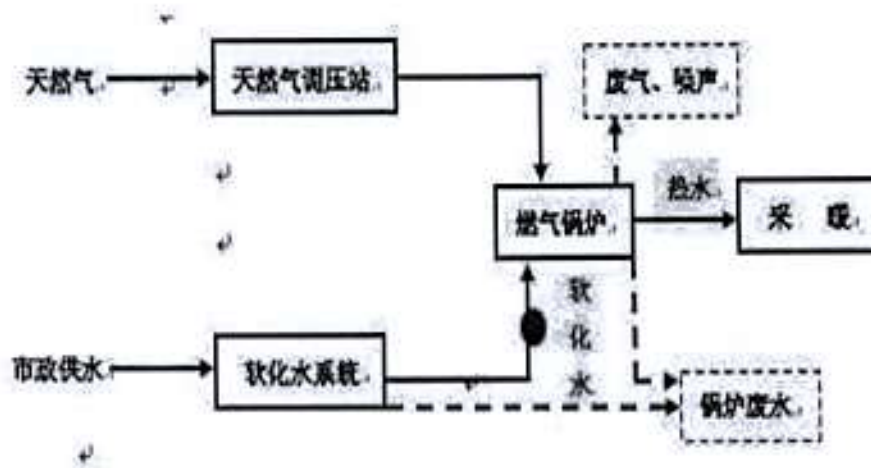 天然气
天然气调压站
废气、噪声
热水
燃气锅炉
采 暖
软
化
水
市政供水
软化水系统
锅炉废水